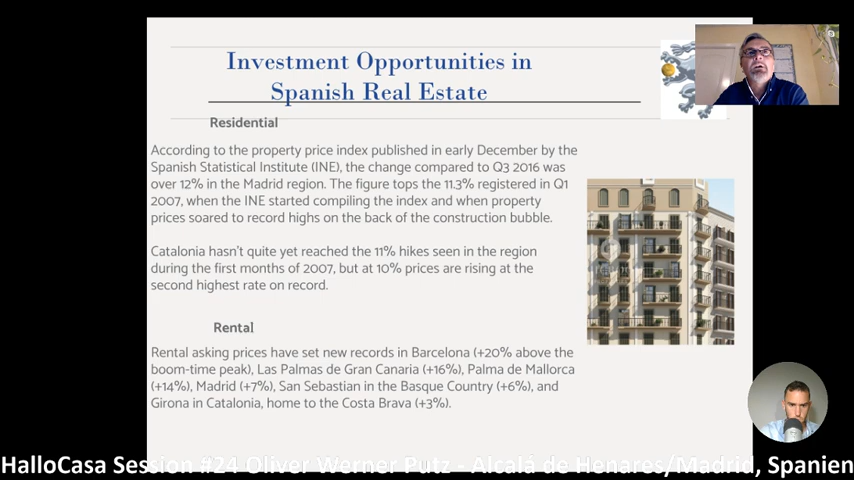 Investment Opportunities in
Spanish Real Estate
Residential
According to the property price index published in early December by the
Spanish Statistical Institute (INE), the change compared to Q3 2016 was
over 12% in the Madrid region. The figure tops the 11.3% registered in Q1
2007, when the INE started compiling the index and when property
prices soared to record highs on the back of the construction bubble.
Catalonia hasn't quite yet reached the 11% hikes seen in the region
during the first months of 2007, but at 10% prices are rising at the
second highest rate on record.
Rental
Rental asking prices have set new records in Barcelona (+20% above the
boom-time peak), Las Palmas de Gran Canaria (+16%), Palma de Mallorca
(+14%), Madrid (+7%), San Sebastian in the Basque Country (+6%), and
Girona in Catalonia, home to the Costa Brava (+3%).
HalloCasa Session #24 Oliver Werner Putz - Alcalá de Henares/Madrid, Spanien